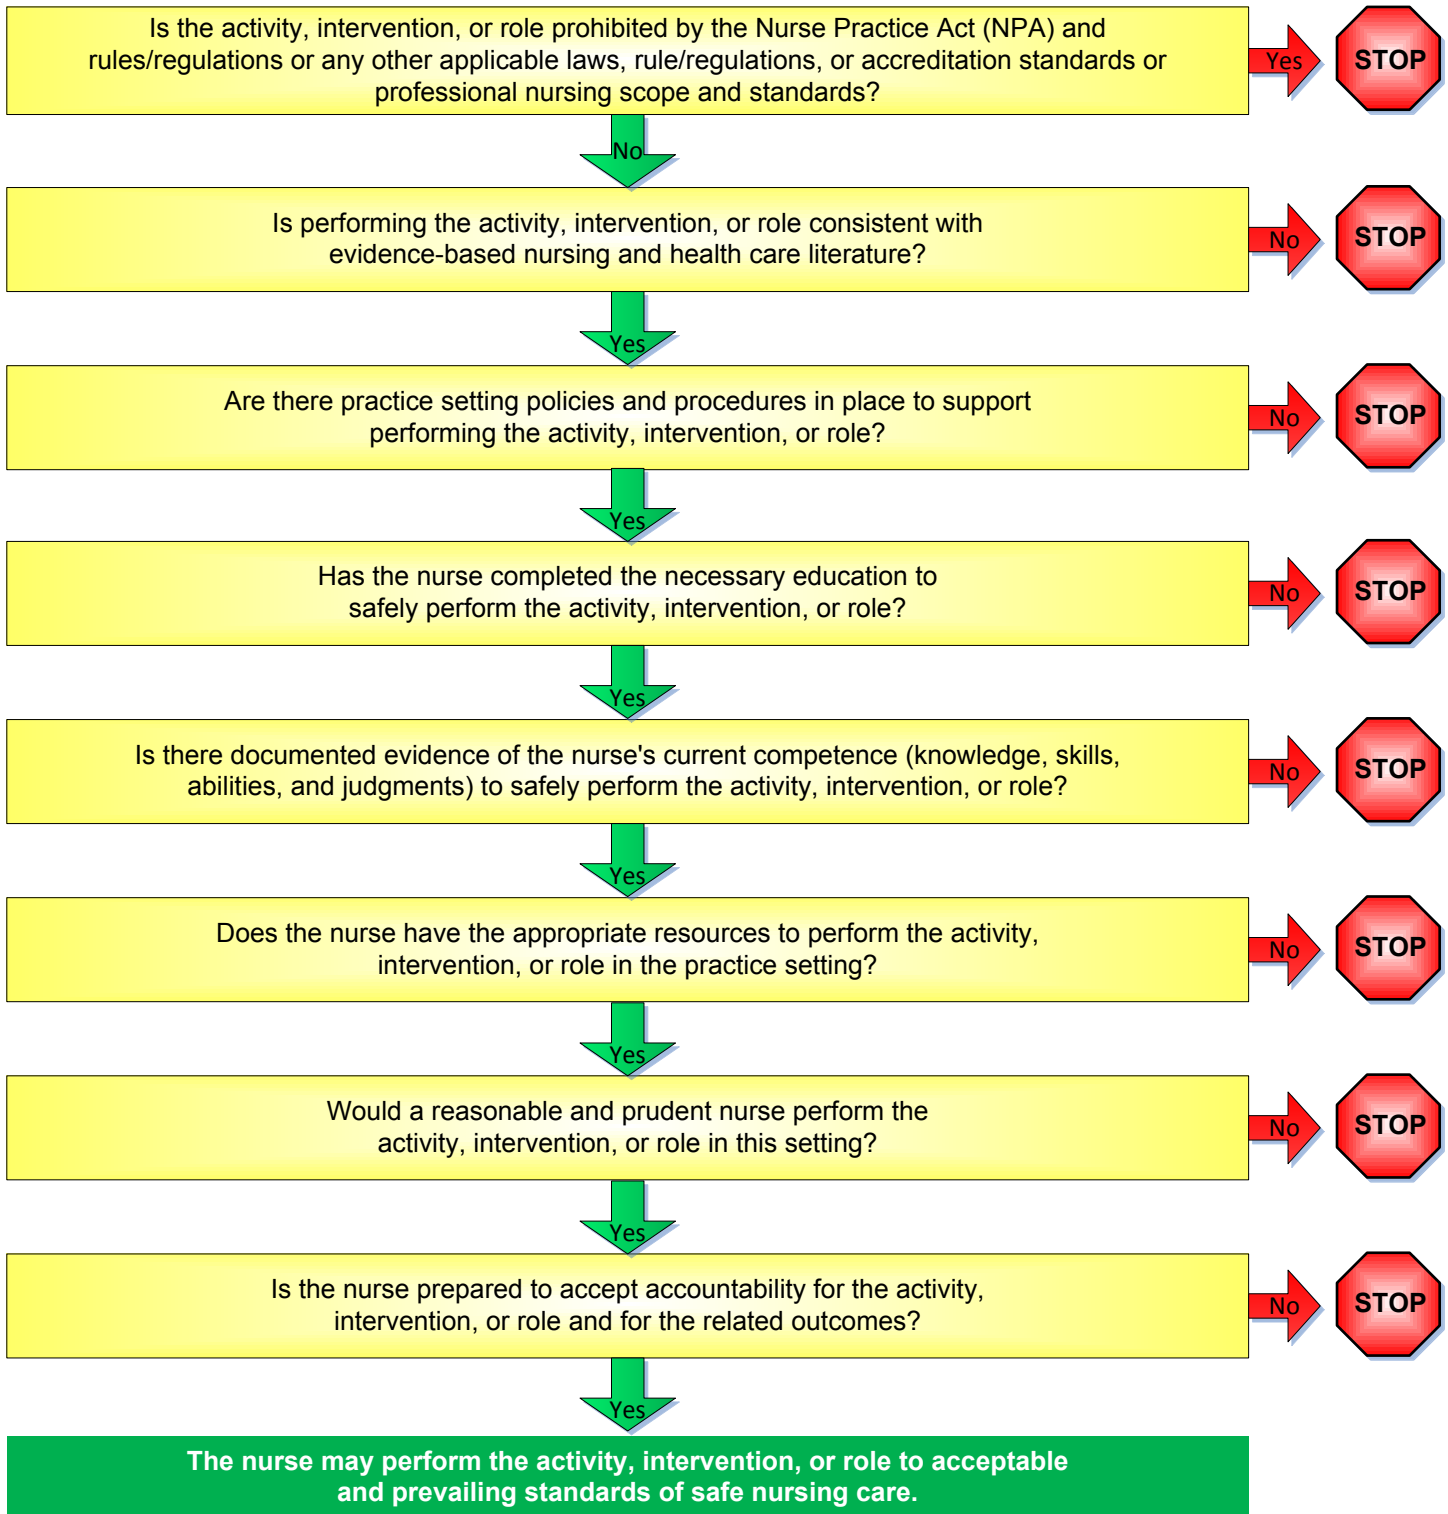 Is the activity, intervention, or role prohibited by the Nurse Practice Act (NPA) and
rules/regulations or any other applicable laws, rule/regulations, or accreditation standards or
professional nursing scope and standards?
Yes
STOP
No
Is performing the activity, intervention, or role consistent with
evidence-based nursing and health care literature?
No
STOP
Yes
Are there practice setting policies and procedures in place to support
performing the activity, intervention, or role?
No
STOP
Yes
Has the nurse completed the necessary education to
safely perform the activity, intervention, or role?
No
STOP
Yes
Is there documented evidence of the nurse's current competence (knowledge, skills,
abilities, and judgments) to safely perform the activity, intervention, or role?
No
STOP
Yes
Does the nurse have the appropriate resources to perform the activity,
intervention, or role in the practice setting?
No
STOP
Yes
Would a reasonable and prudent nurse perform the
activity, intervention, or role in this setting?
No
STOP
Yes
Is the nurse prepared to accept accountability for the activity,
intervention, or role and for the related outcomes?
No
STOP
Yes
The nurse may perform the activity, intervention, or role to acceptable
and prevailing standards of safe nursing care.